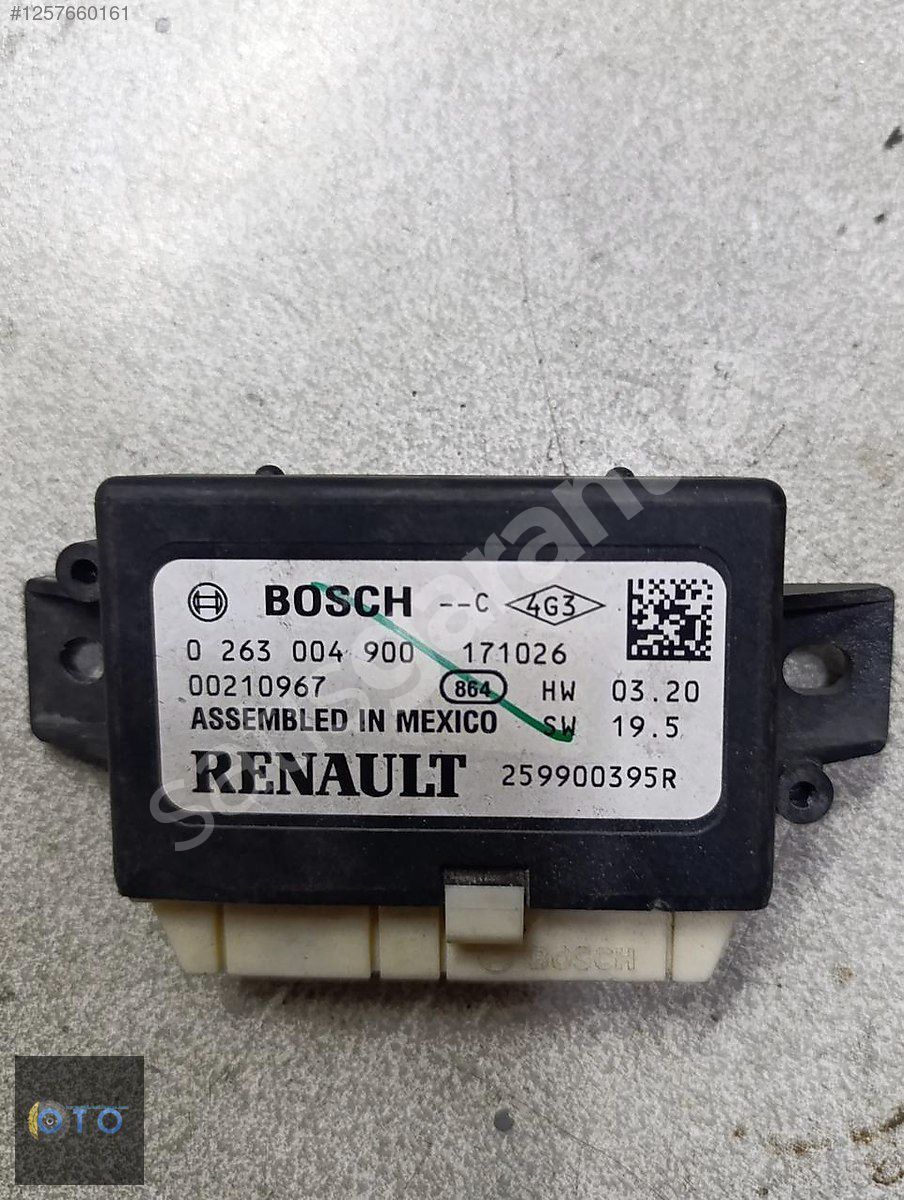 #1257660161
BOSCH --C 4G3
0 263 004 900 171026
00210967 864 HW 03.20
ASSEMBLED IN MEXICO SW 19.5
RENAULT 259900395R
BOSCH
OTO